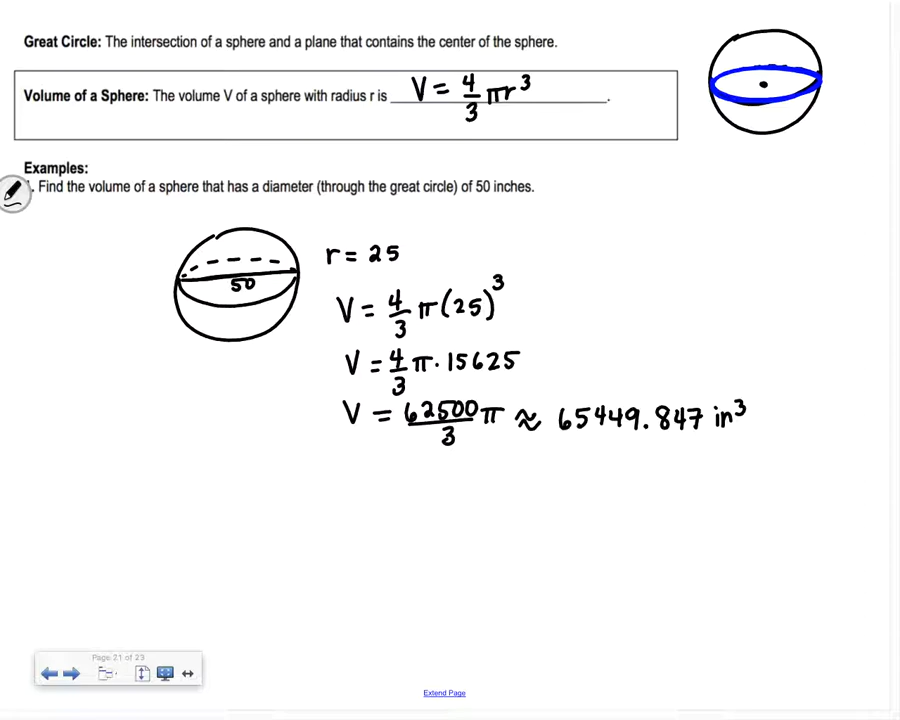 Great Circle: The intersection of a sphere and a plane that contains the center of the sphere.
Volume of a Sphere: The volume V of a sphere with radius r is V = 4/3 πr³.
Examples:
. Find the volume of a sphere that has a diameter (through the great circle) of 50 inches.
50
r = 25
V = 4/3 π(25)³
V = 4/3 π · 15625
V = 62500/3 π ≈ 65449.847 in³
Page 21 of 23
Extend Page